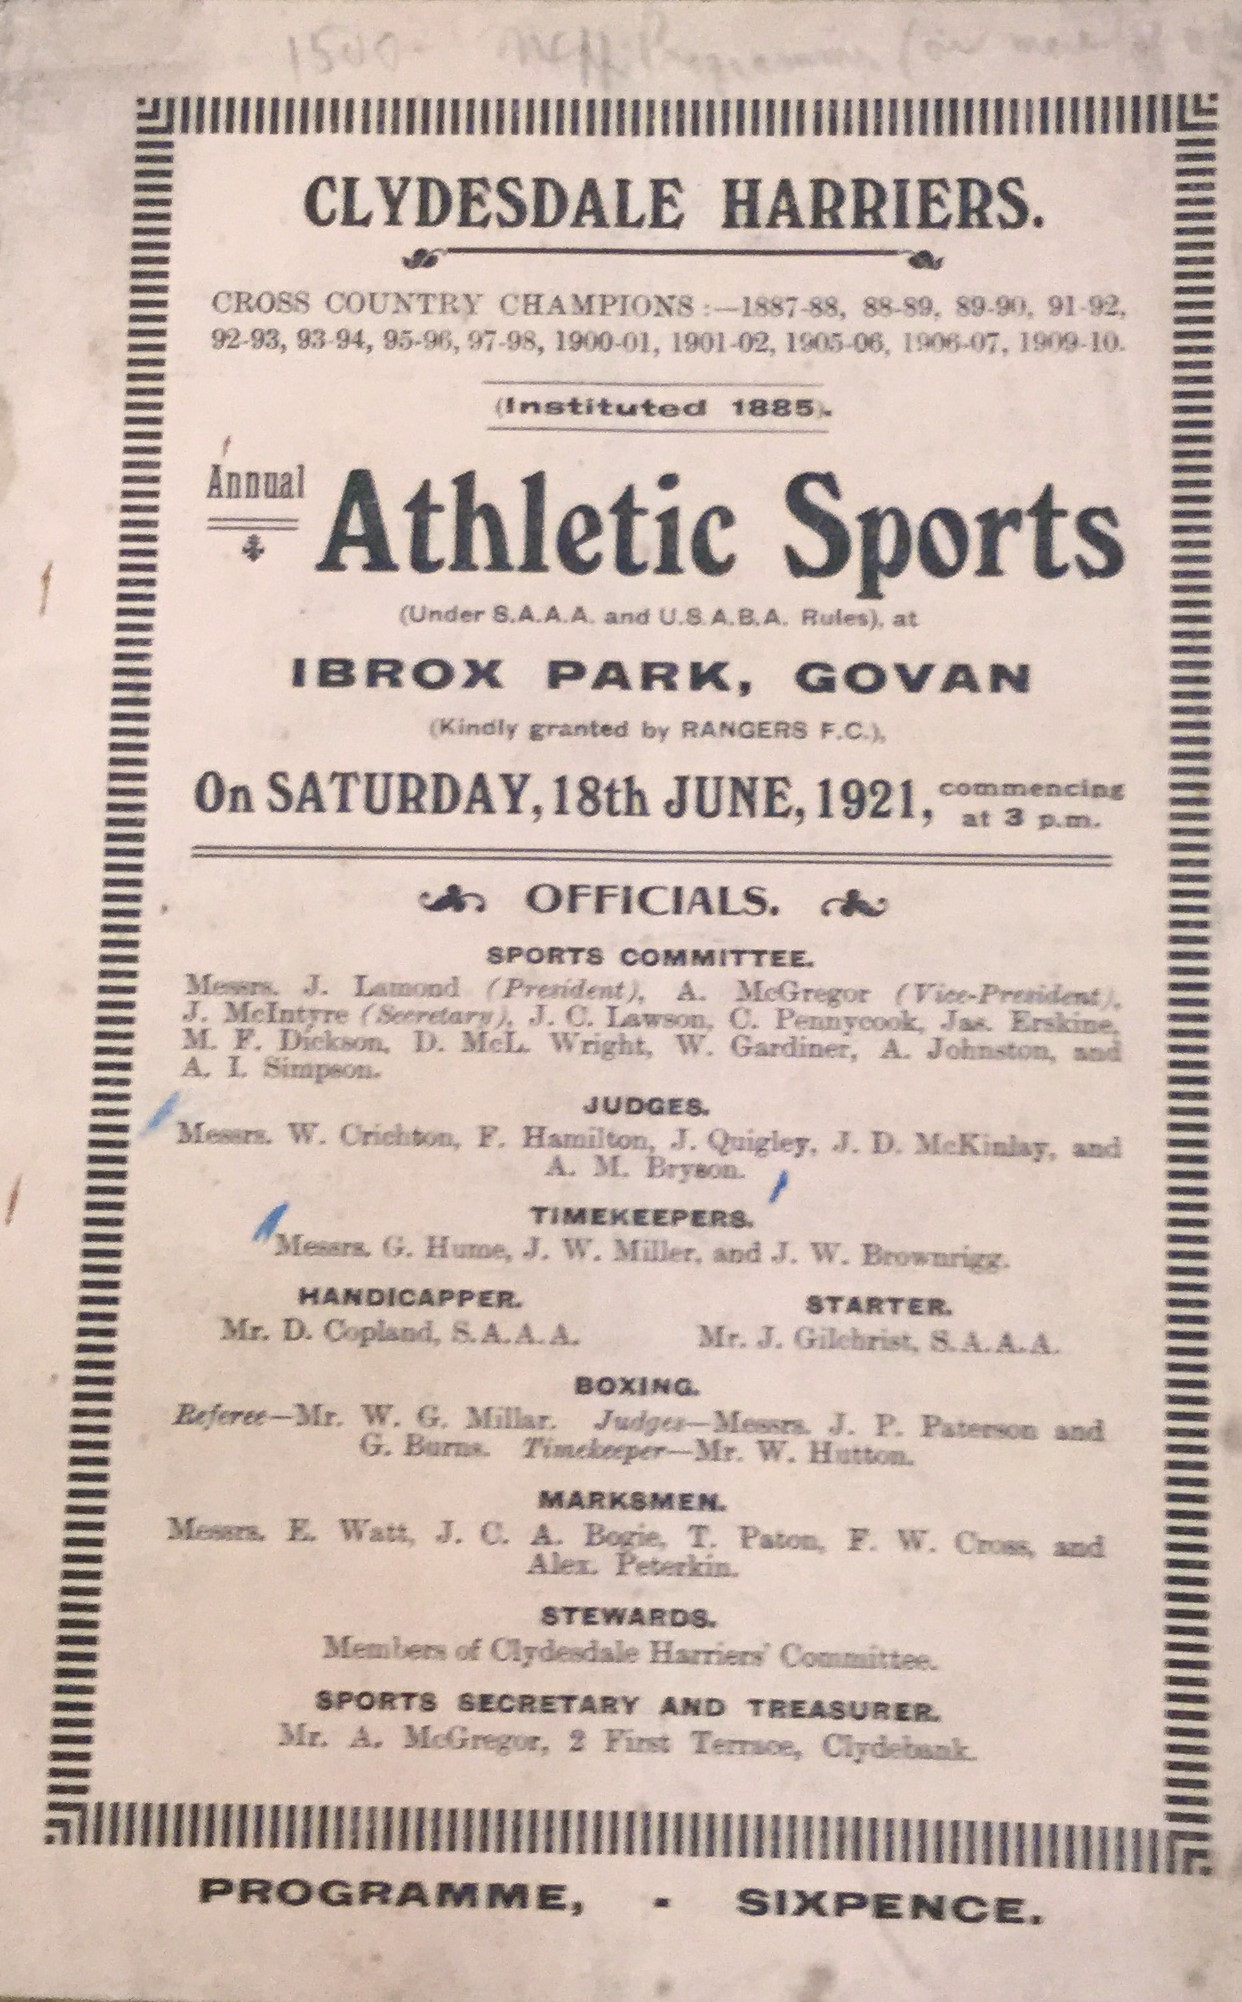 1500
CLYDESDALE HARRIERS.
CROSS COUNTRY CHAMPIONS :—1887-88, 88-89, 89-90, 91-92,
92-93, 93-94, 95-96, 97-98, 1900-01, 1901-02, 1905-06, 1906-07, 1909-10.
(Instituted 1885).
Annual Athletic Sports
(Under S.A.A.A. and U.S.A.B.A. Rules), at
IBROX PARK, GOVAN
(Kindly granted by RANGERS F.C.),
On SATURDAY, 18th JUNE, 1921, commencing
at 3 p.m.
OFFICIALS.
SPORTS COMMITTEE.
Messrs. J. Lamond (President), A. McGregor (Vice-President),
J. McIntyre (Secretary), J. C. Lawson, C. Pennycook, Jas. Erskine,
M. F. Dickson, D. McL. Wright, W. Gardiner, A. Johnston, and
A. I. Simpson.
JUDGES.
Messrs. W. Crichton, F. Hamilton, J. Quigley, J. D. McKinlay, and
A. M. Bryson.
TIMEKEEPERS.
Messrs. G. Hume, J. W. Miller, and J. W. Brownrigg.
HANDICAPPER. STARTER.
Mr. D. Copland, S.A.A.A. Mr. J. Gilchrist, S.A.A.A.
BOXING.
Referee—Mr. W. G. Millar. Judges—Messrs. J. P. Paterson and
G. Burns. Timekeeper—Mr. W. Hutton.
MARKSMEN.
Messrs. E. Watt, J. C. A. Bogie, T. Paton, F. W. Cross, and
Alex. Peterkin.
STEWARDS.
Members of Clydesdale Harriers' Committee.
SPORTS SECRETARY AND TREASURER.
Mr. A. McGregor, 2 First Terrace, Clydebank.
PROGRAMME, - SIXPENCE.